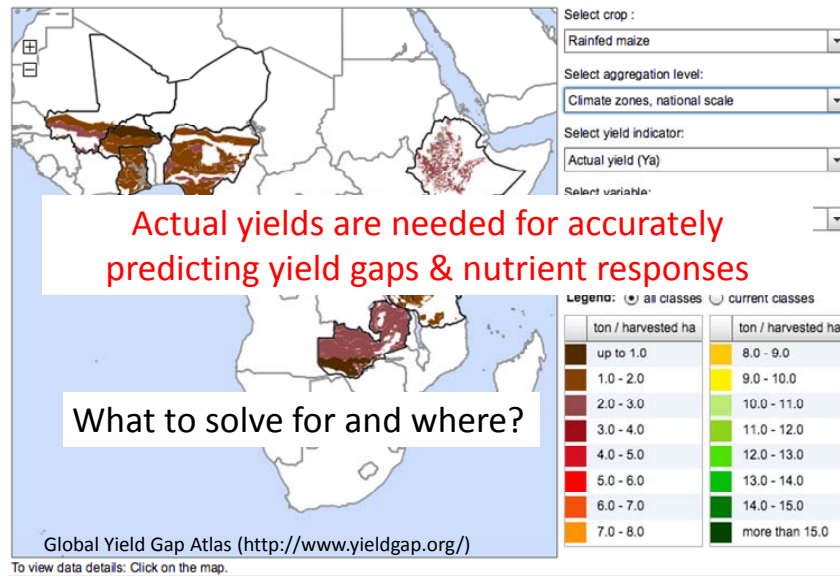 Select crop :
Rainfed maize
Select aggregation level:
Climate zones, national scale
Select yield indicator:
Actual yield (Ya)
Select variable:
Actual yields are needed for accurately
predicting yield gaps & nutrient responses
Legend: all classes current classes
ton / harvested ha ton / harvested ha
up to 1.0 8.0 - 9.0
1.0 - 2.0 9.0 - 10.0
2.0 - 3.0 10.0 - 11.0
3.0 - 4.0 11.0 - 12.0
4.0 - 5.0 12.0 - 13.0
5.0 - 6.0 13.0 - 14.0
6.0 - 7.0 14.0 - 15.0
7.0 - 8.0 more than 15.0
What to solve for and where?
Global Yield Gap Atlas (http://www.yieldgap.org/)
To view data details: Click on the map.